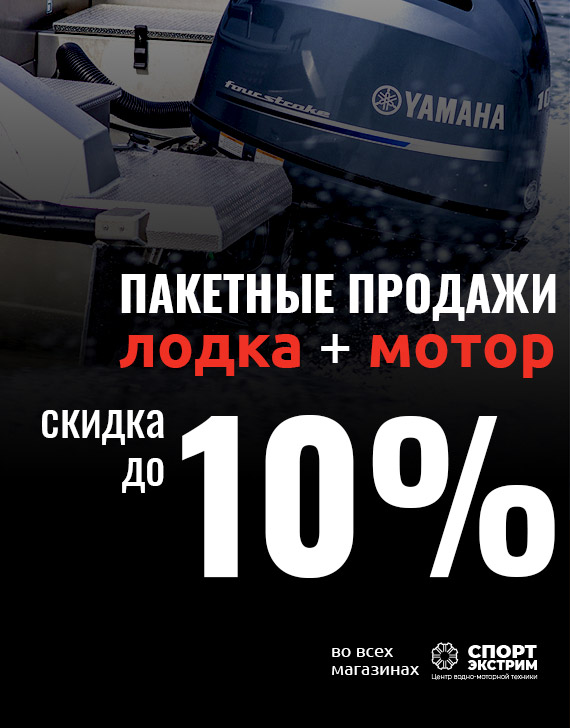 fourstroke
YAMAHA
ПАКЕТНЫЕ ПРОДАЖИ
лодка + мотор
скидка
до
10%
во всех
магазинах
СПОРТ
ЭКСТРИМ
Центр водно-моторной техники